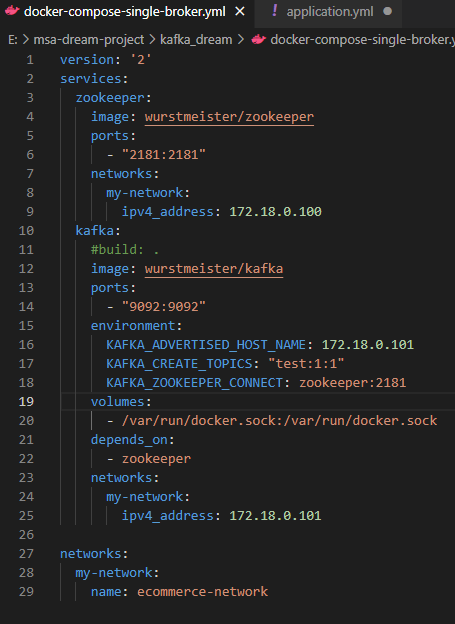 docker-compose-single-broker.yml × ! application.yml
E: > msa-dream-project > kafka_dream > docker-compose-single-broker.y
1 version: '2'
2 services:
3   zookeeper:
4     image: wurstmeister/zookeeper
5     ports:
6       - "2181:2181"
7     networks:
8       my-network:
9         ipv4_address: 172.18.0.100
10   kafka:
11     #build: .
12     image: wurstmeister/kafka
13     ports:
14       - "9092:9092"
15     environment:
16       KAFKA_ADVERTISED_HOST_NAME: 172.18.0.101
17       KAFKA_CREATE_TOPICS: "test:1:1"
18       KAFKA_ZOOKEEPER_CONNECT: zookeeper:2181
19     volumes:
20       - /var/run/docker.sock:/var/run/docker.sock
21     depends_on:
22       - zookeeper
23     networks:
24       my-network:
25         ipv4_address: 172.18.0.101
26
27 networks:
28   my-network:
29     name: ecommerce-network